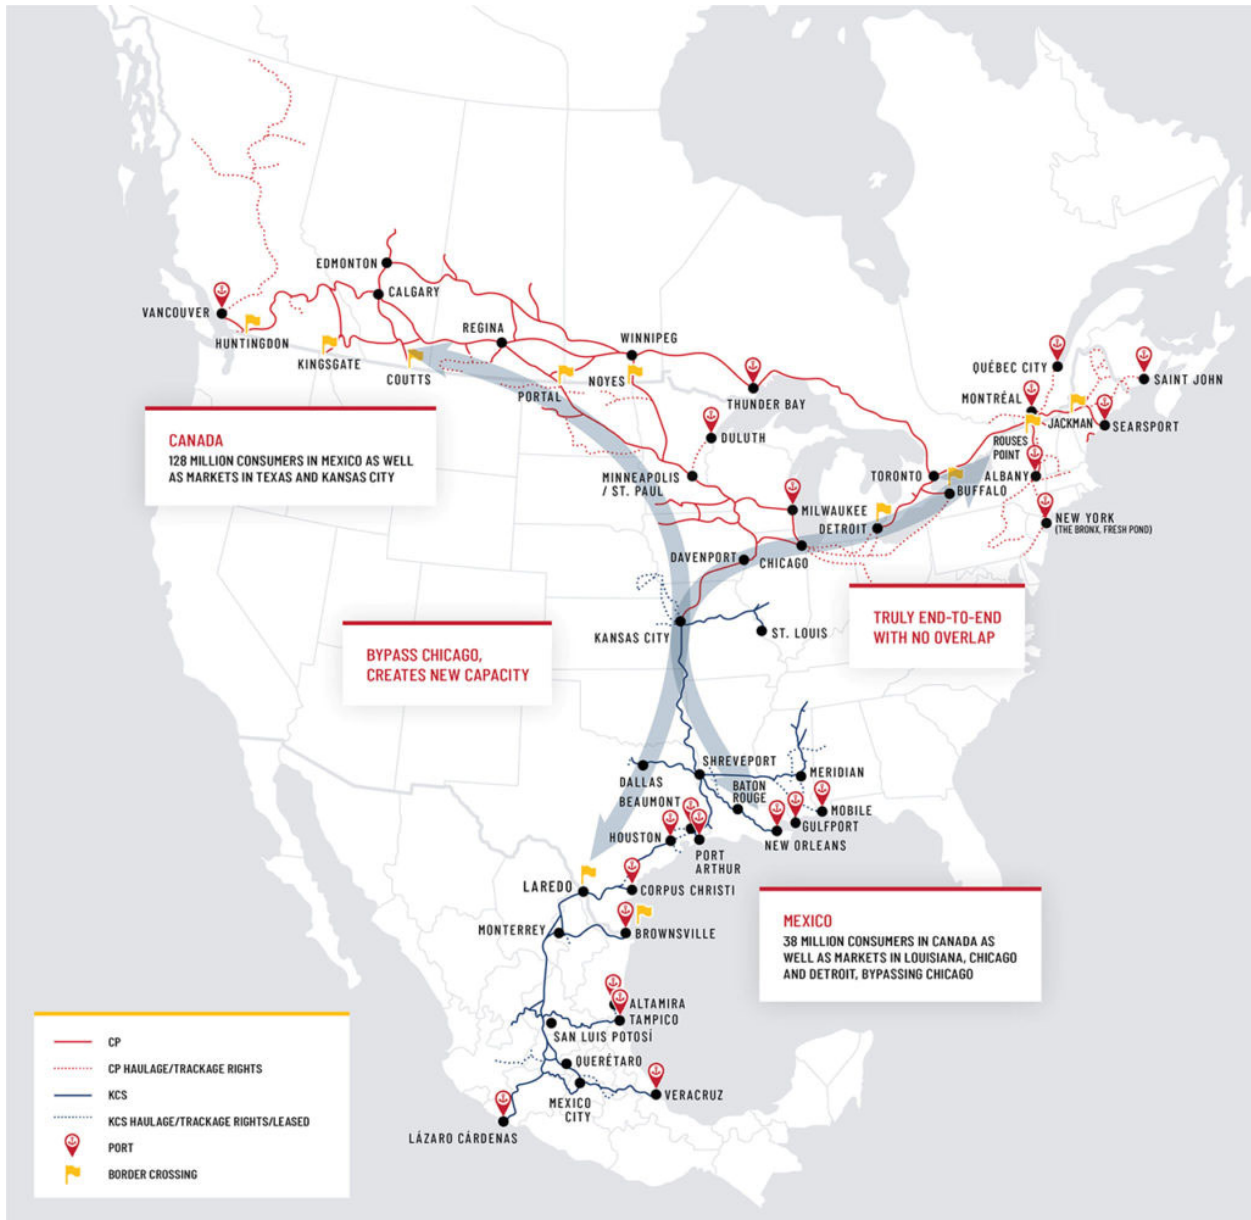 EDMONTON
CALGARY
VANCOUVER
HUNTINGDON
KINGSGATE
COUTTS
REGINA
WINNIPEG
PORTAL
NOYES
THUNDER BAY
DULUTH
QUÉBEC CITY
SAINT JOHN
MONTRÉAL
JACKMAN
SEARSPORT
ROUSES
POINT
TORONTO
ALBANY
BUFFALO
MINNEAPOLIS
/ ST. PAUL
MILWAUKEE
DETROIT
NEW YORK
(THE BRONX, FRESH POND)
DAVENPORT
CHICAGO
CANADA
128 MILLION CONSUMERS IN MEXICO AS WELL
AS MARKETS IN TEXAS AND KANSAS CITY
KANSAS CITY
ST. LOUIS
TRULY END-TO-END
WITH NO OVERLAP
BYPASS CHICAGO,
CREATES NEW CAPACITY
SHREVEPORT
MERIDIAN
DALLAS
BATON
ROUGE
BEAUMONT
MOBILE
GULFPORT
HOUSTON
NEW ORLEANS
PORT
ARTHUR
LAREDO
CORPUS CHRISTI
MONTERREY
BROWNSVILLE
MEXICO
38 MILLION CONSUMERS IN CANADA AS
WELL AS MARKETS IN LOUISIANA, CHICAGO
AND DETROIT, BYPASSING CHICAGO
ALTAMIRA
TAMPICO
SAN LUIS POTOSÍ
QUERÉTARO
MEXICO
CITY
VERACRUZ
LÁZARO CÁRDENAS
CP
CP HAULAGE/TRACKAGE RIGHTS
KCS
KCS HAULAGE/TRACKAGE RIGHTS/LEASED
PORT
BORDER CROSSING